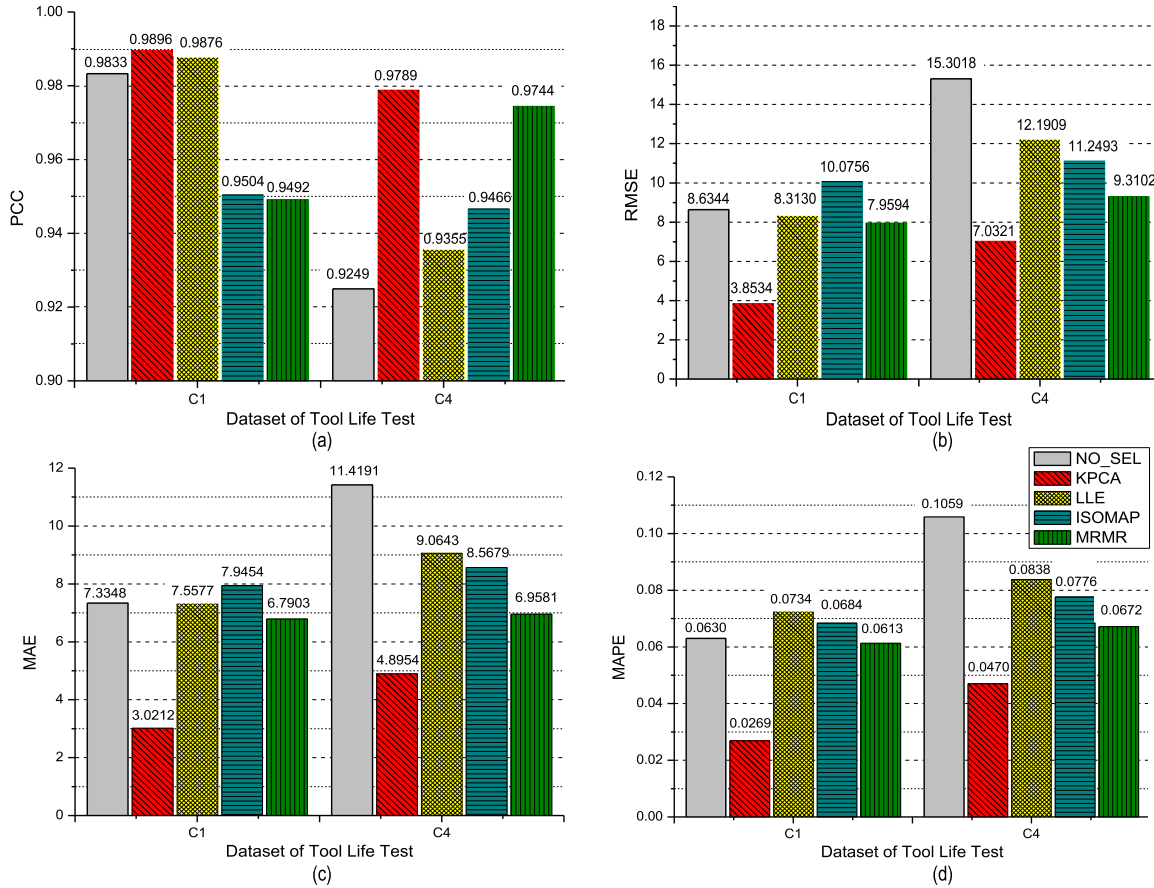 1.00
0.98
0.96
0.94
0.92
0.90
PCC
0.9833
0.9896
0.9876
0.9504
0.9492
0.9249
0.9789
0.9355
0.9466
0.9744
C1
C4
Dataset of Tool Life Test
(a)
18
16
14
12
10
8
6
4
2
0
RMSE
8.6344
3.8534
8.3130
10.0756
7.9594
15.3018
7.0321
12.1909
11.2493
9.3102
C1
C4
Dataset of Tool Life Test
(b)
12
10
8
6
4
2
0
MAE
7.3348
3.0212
7.5577
7.9454
6.7903
11.4191
4.8954
9.0643
8.5679
6.9581
C1
C4
Dataset of Tool Life Test
(c)
NO_SEL
KPCA
LLE
ISOMAP
MRMR
0.12
0.10
0.08
0.06
0.04
0.02
0.00
MAPE
0.0630
0.0269
0.0734
0.0684
0.0613
0.1059
0.0470
0.0838
0.0776
0.0672
C1
C4
Dataset of Tool Life Test
(d)